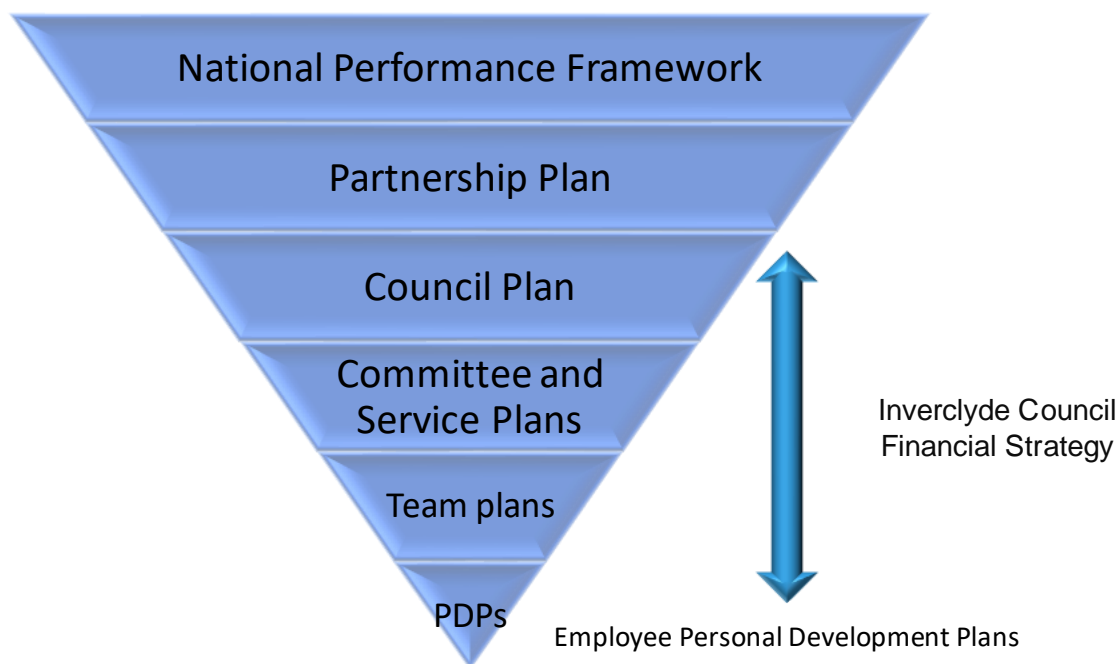 National Performance Framework
Partnership Plan
Council Plan
Committee and
Service Plans
Inverclyde Council
Financial Strategy
Team plans
PDPs
Employee Personal Development Plans